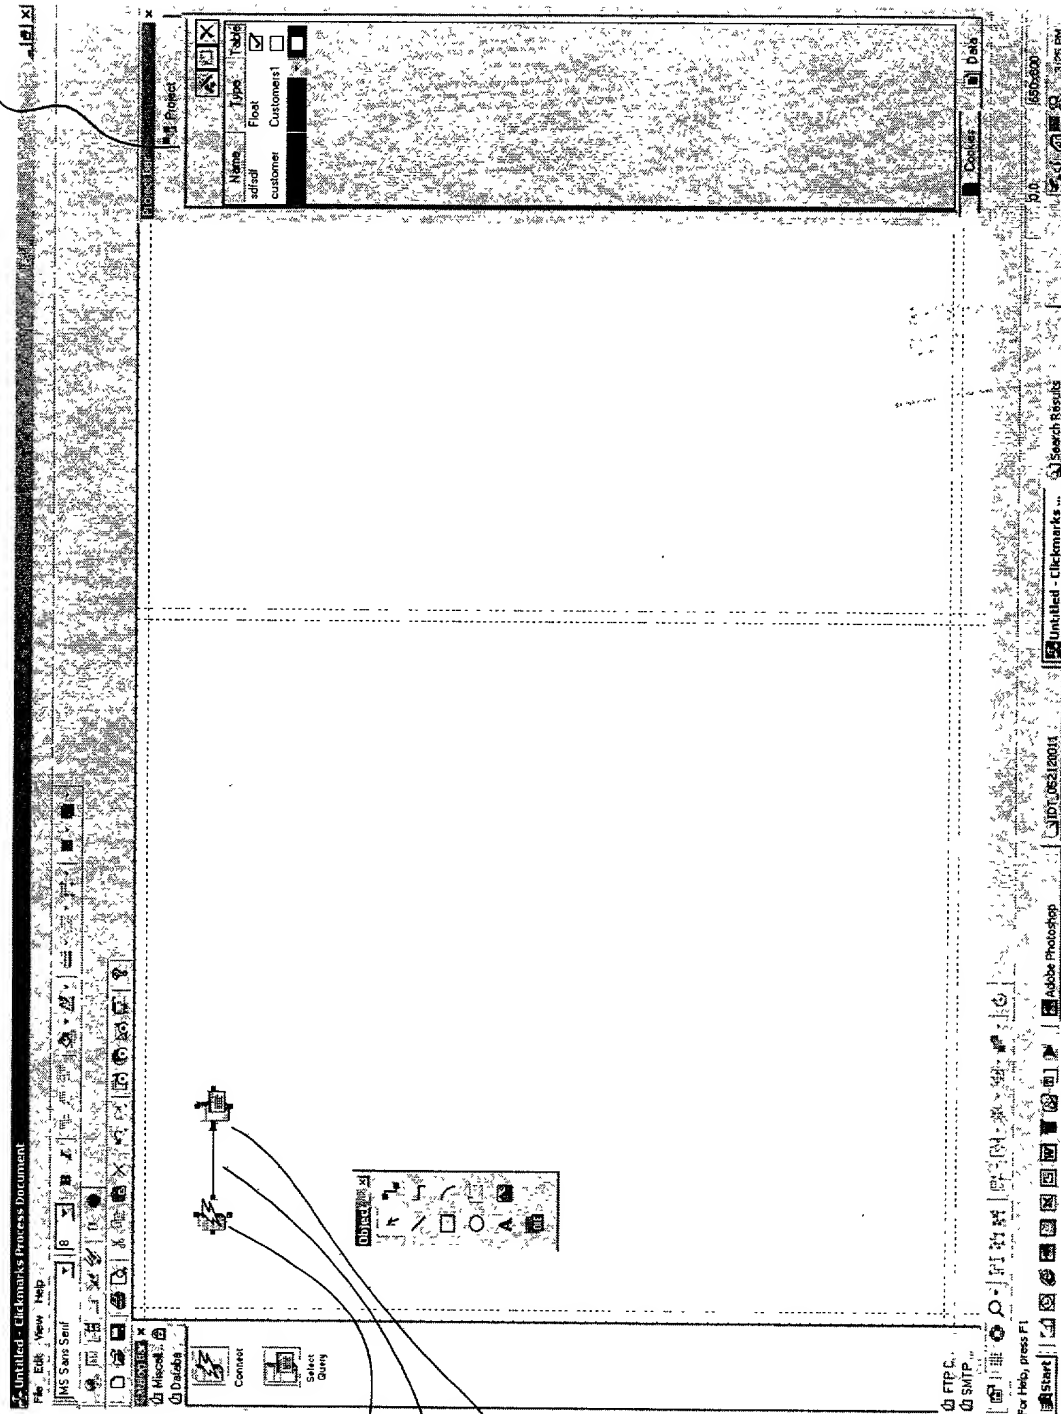 Untitled - Clickmarks Process Document
File Edit View Help
MS Sans Serif
8
B I
Miscell
Databa
Connect
Select
Query
FTP C..
SMTP ...
Object
A
Project
Name Type Table
sdfsdf Float
customer Customers1
Cookies Data
For Help, press F1
0,0
850x600
Start
Adobe Photoshop
Untitled - Clickmarks ...
Search Results